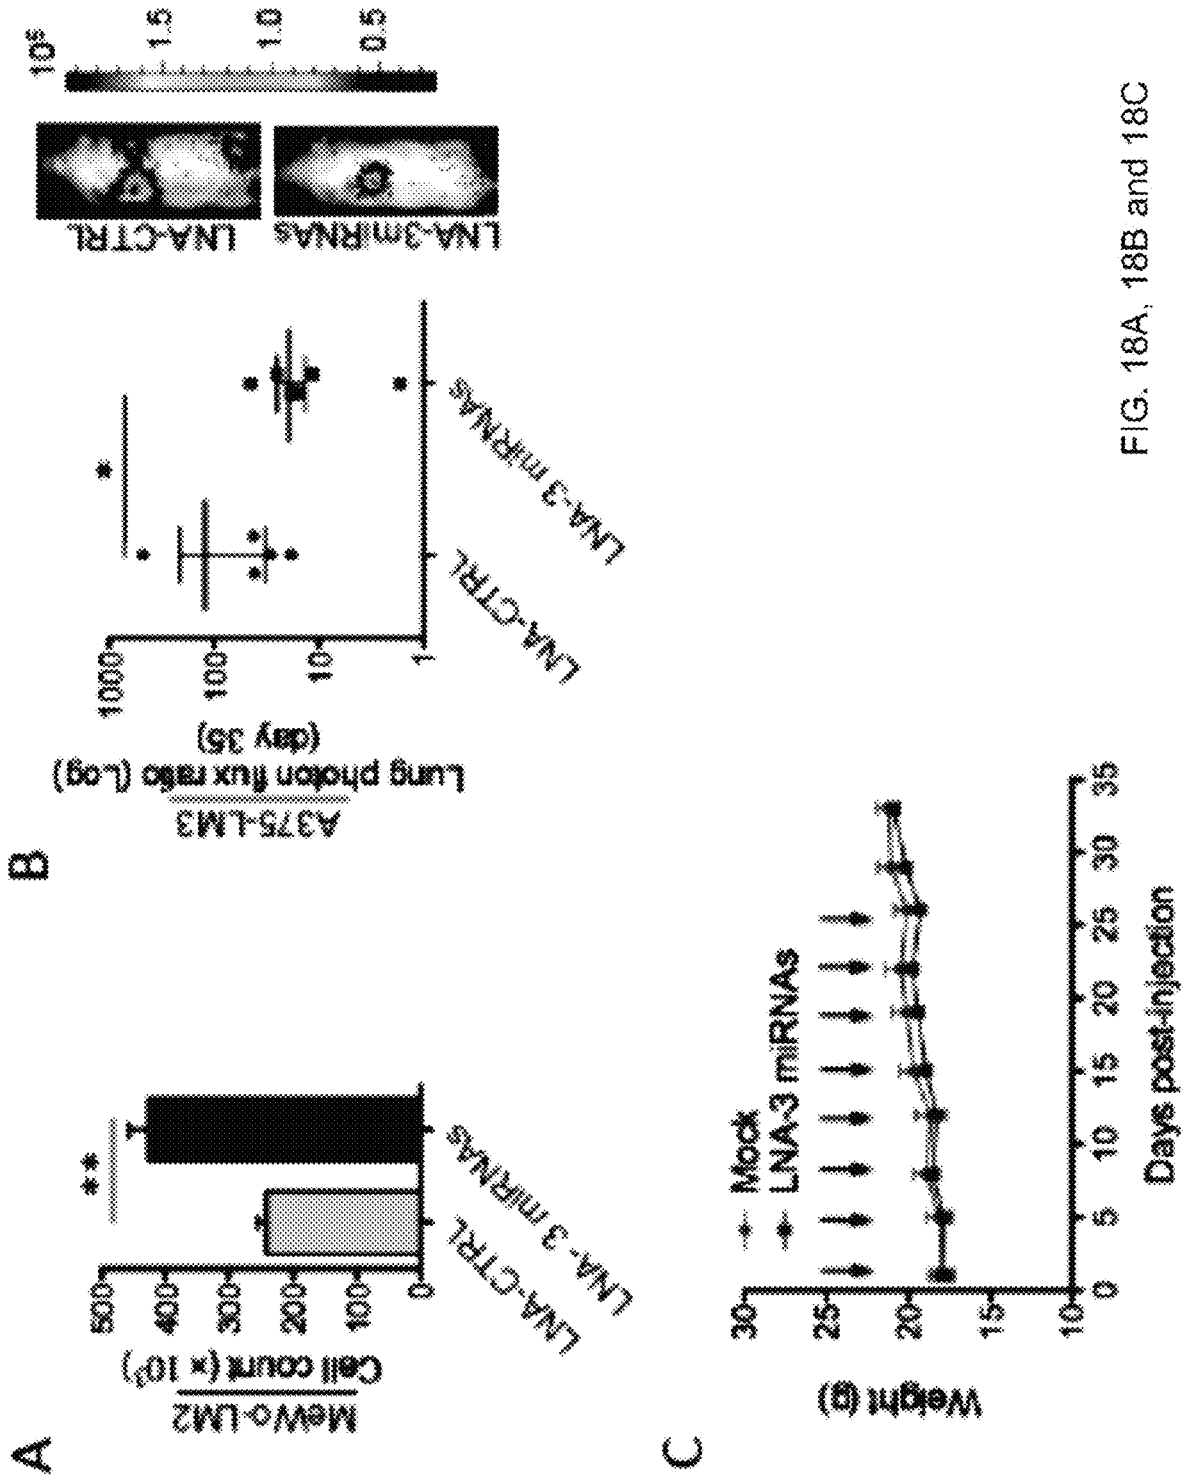 A
MeWo-LM2
Cell count (x 10³)
500
400
300
200
100
0
**
LNA-CTRL
LNA- 3 miRNAs
B
A375-LM3
Lung photon flux ratio (Log)
(day 35)
1000
100
10
1
*
LNA-CTRL
LNA-3 miRNAs
LNA-CTRL
LNA-3miRNAs
10⁵
1.5
1.0
0.5
C
Weight (g)
30
25
20
15
10
Mock
LNA-3 miRNAs
0 5 10 15 20 25 30 35
Days post-injection
FIG. 18A, 18B and 18C